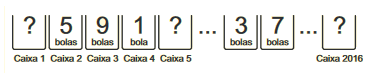 ? 5 9 1 ? ... 3 7 ... ?
bolas bolas bola bolas bolas
Caixa 1 Caixa 2 Caixa 3 Caixa 4 Caixa 5 Caixa 2016